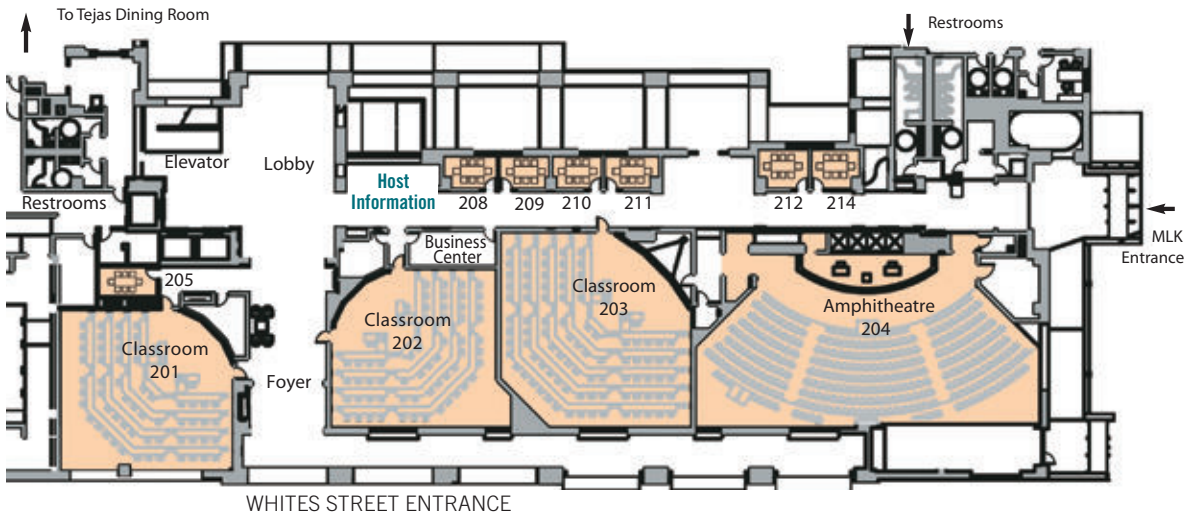 To Tejas Dining Room
Restrooms
Elevator
Lobby
Host
Information
208
209
210
211
212
214
Restrooms
MLK
Entrance
Business
Center
205
Classroom
201
Classroom
202
Classroom
203
Amphitheatre
204
Foyer
WHITES STREET ENTRANCE